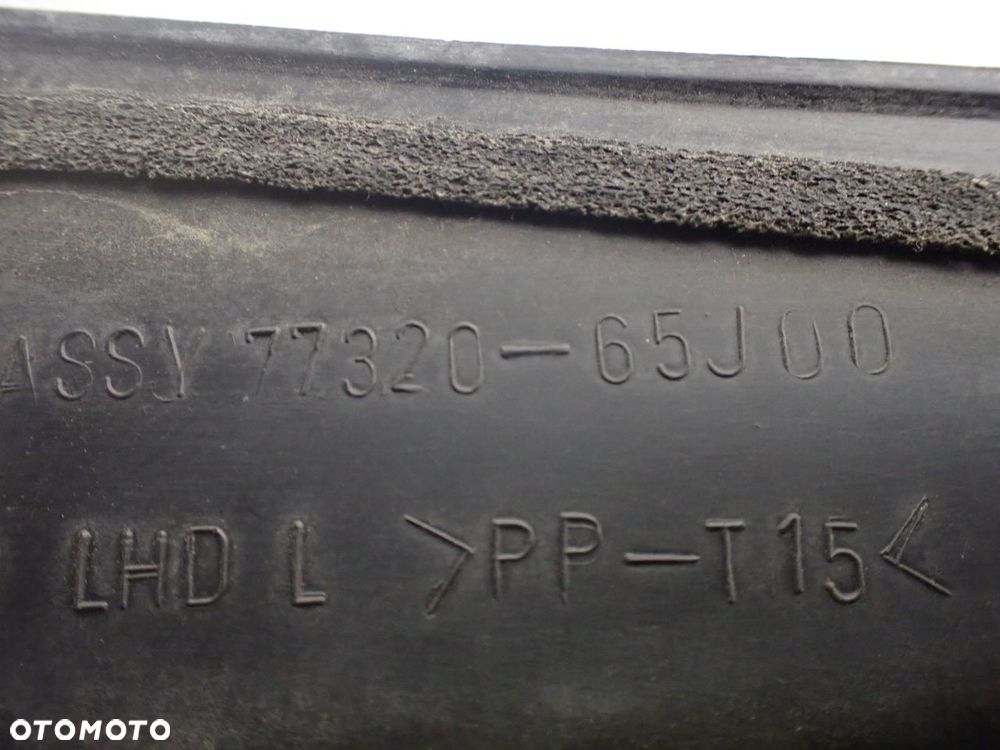 ASSY 77320-65J00
LHD L >PP-T15<
OTOMOTO